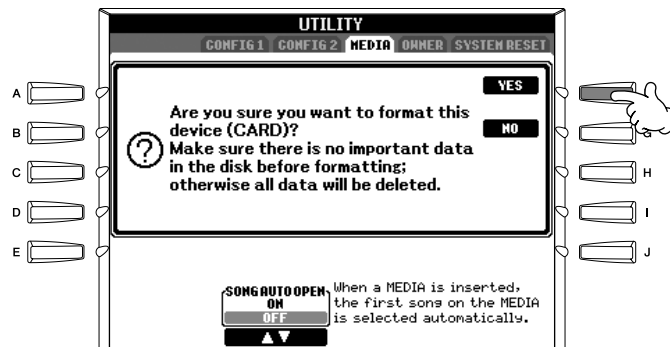 UTILITY
CONFIG 1 CONFIG 2 MEDIA OWNER SYSTEM RESET
YES
NO
Are you sure you want to format this
device (CARD)?
Make sure there is no important data
in the disk before formatting;
otherwise all data will be deleted.
A
B
C
D
E
G
H
I
J
SONG AUTO OPEN
ON
OFF
When a MEDIA is inserted,
the first song on the MEDIA
is selected automatically.